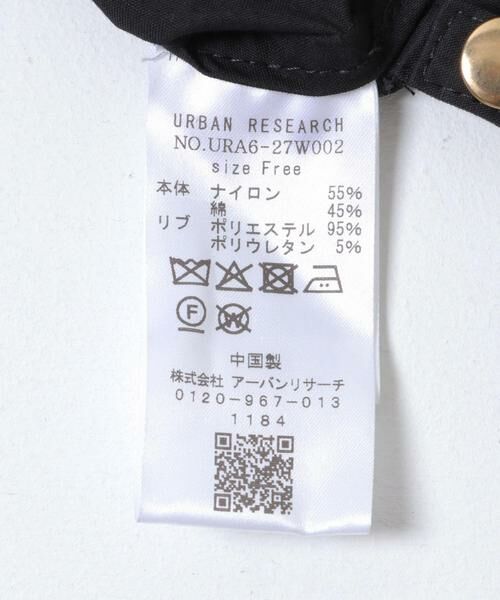 URBAN RESEARCH
NO.URA6-27W002
size Free
本体 ナイロン 55%
綿 45%
リブ ポリエステル 95%
ポリウレタン 5%
F W
中国製
株式会社 アーバンリサーチ
0120-967-013
1184